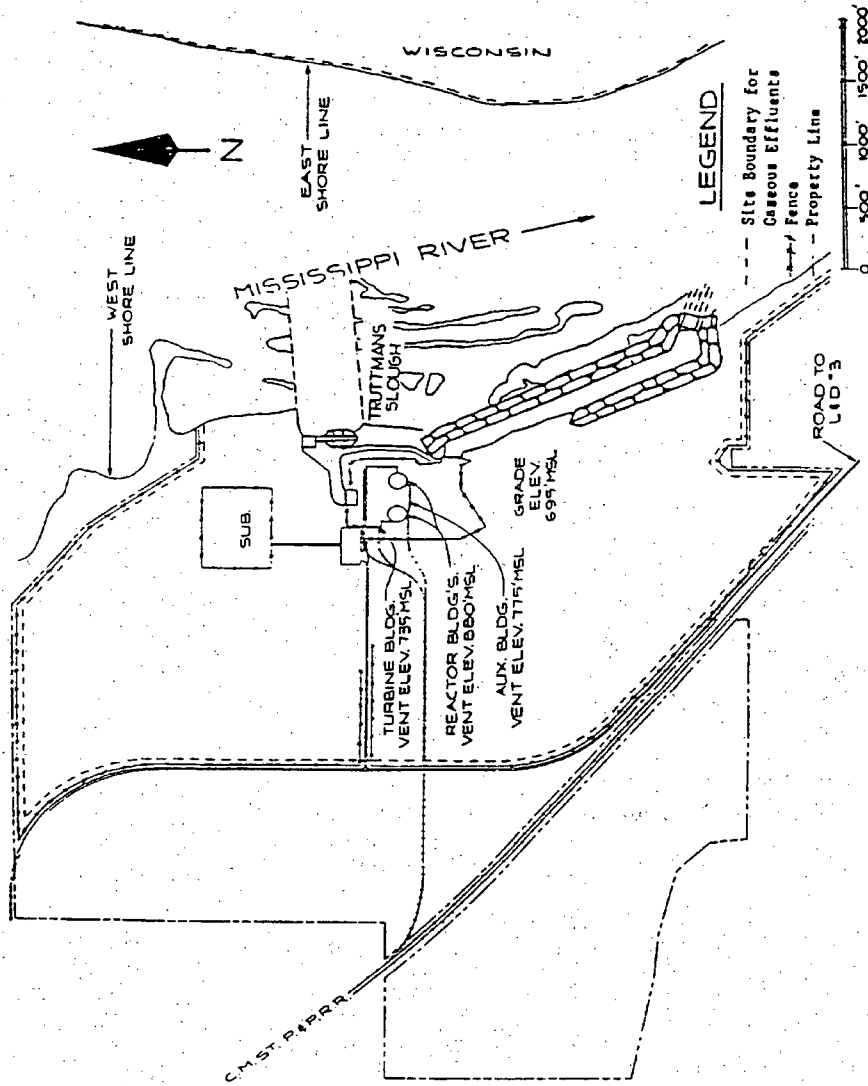 WISCONSIN
EAST
SHORE LINE
N
WEST
SHORE LINE
MISSISSIPPI RIVER
TRUTTMANS
SLOUGH
SUB.
GRADE
ELEV.
695' MSL
TURBINE BLDG.
VENT ELEV. 735' MSL
REACTOR BLDG'S.
VENT ELEV. 880' MSL
AUX. BLDG.
VENT ELEV. 775' MSL
LEGEND
Site Boundary for
Gaseous Effluents
Fence
Property Line
0 500' 1000' 1500' 2000'
ROAD TO
L&D #3
C.M. ST. P. & P.R.R.